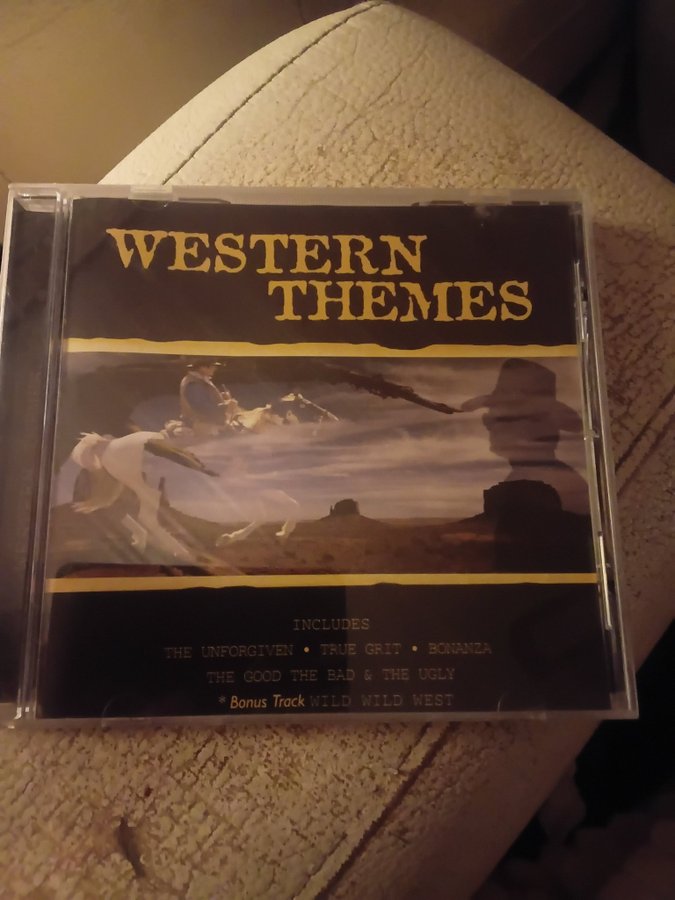 WESTERN
THEMES
INCLUDES
THE UNFORGIVEN • TRUE GRIT • BONANZA
THE GOOD THE BAD & THE UGLY
* Bonus Track WILD WILD WEST